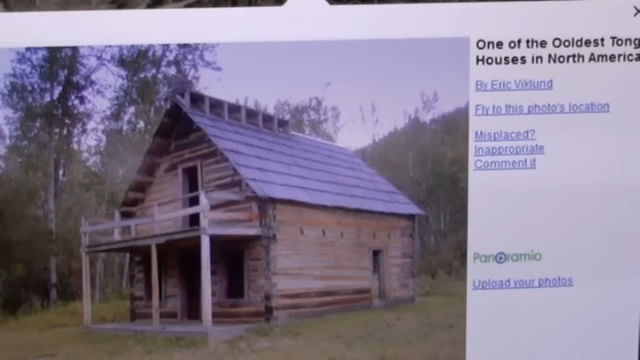 One of the Ooldest Tong
Houses in North America
By Eric Viklund
Fly to this photo's location
Misplaced?
Inappropriate
Comment it
Panoramio
Upload your photos